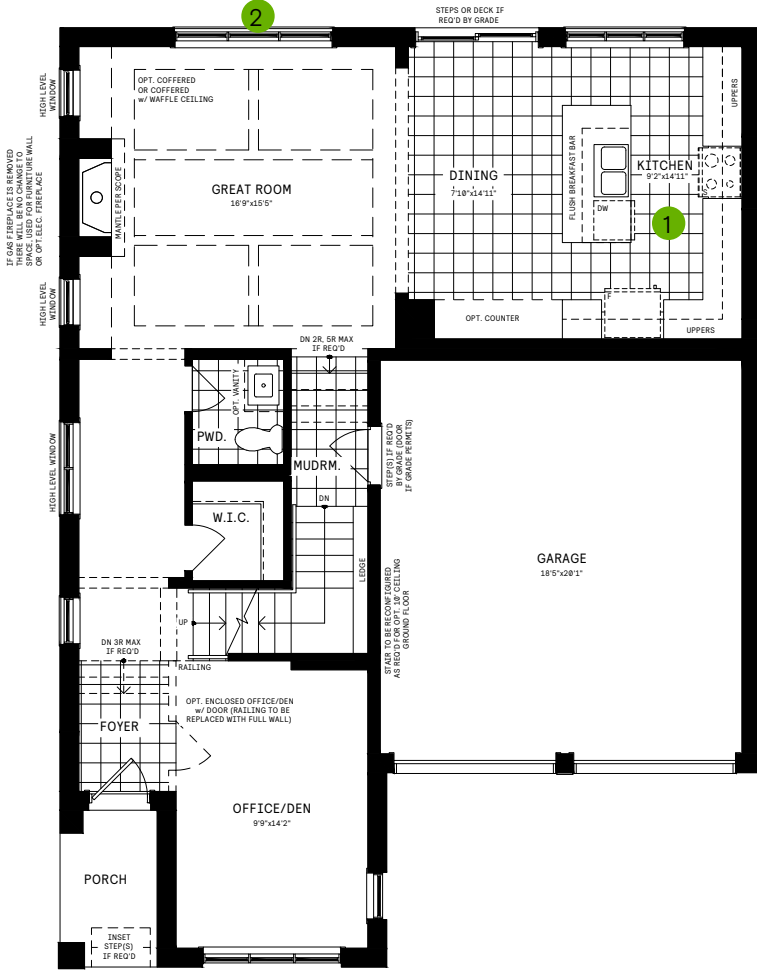 2
STEPS OR DECK IF
REQ'D BY GRADE
HIGH LEVEL
WINDOW
OPT. COFFERED
OR COFFERED
w/ WAFFLE CEILING
UPPERS
IF GAS FIREPLACE IS REMOVED
THERE WILL BE NO CHANGE TO
SPACE. USED FOR FURNITURE WALL
OR OPT.ELEC. FIREPLACE
MANTLE PER SCOPE
GREAT ROOM
16'9"x15'5"
DINING
7'10"x14'11"
FLUSH BREAKFAST BAR
DW
KITCHEN
9'2"x14'11"
S
1
HIGH LEVEL
WINDOW
F
OPT. COUNTER
UPPERS
DN 2R, 5R MAX
IF REQ'D
OPT. VANITY
PWD.
MUDRM.
STEP(S) IF REQ'D
BY GRADE (DOOR
IF GRADE PERMITS)
HIGH LEVEL WINDOW
DN
W.I.C.
LEDGE
GARAGE
18'5"x20'1"
STAIR TO BE RECONFIGURED
AS REQ'D FOR OPT. 10' CEILING
GROUND FLOOR
UP
DN 3R MAX
IF REQ'D
RAILING
OPT. ENCLOSED OFFICE/DEN
w/ DOOR (RAILING TO BE
REPLACED WITH FULL WALL)
FOYER
OFFICE/DEN
9'9"x14'2"
PORCH
INSET
STEP(S)
IF REQ'D